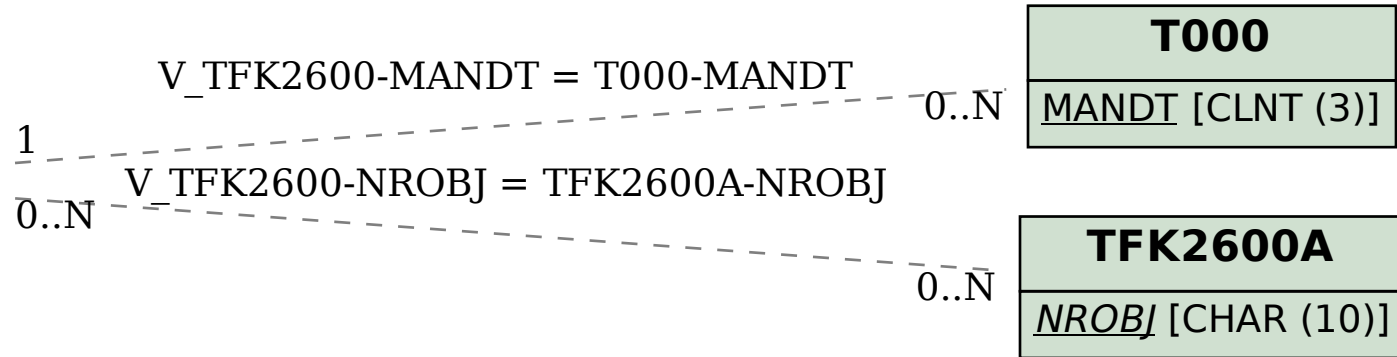 T000
V_TFK2600-MANDT = T000-MANDT
0..N
MANDT [CLNT (3)]
1
V_TFK2600-NROBJ = TFK2600A-NROBJ
0..N
TFK2600A
0..N
NROBJ [CHAR (10)]